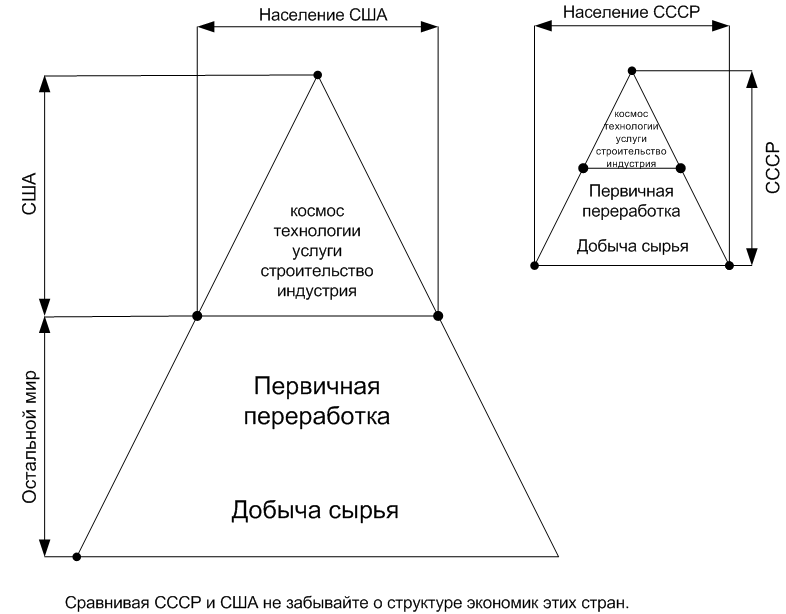 Население США
США
космос
технологии
услуги
строительство
индустрия
Остальной мир
Первичная
переработка
Добыча сырья
Население СССР
СССР
космос
технологии
услуги
строительство
индустрия
Первичная
переработка
Добыча сырья
Сравнивая СССР и США не забывайте о структуре экономик этих стран.